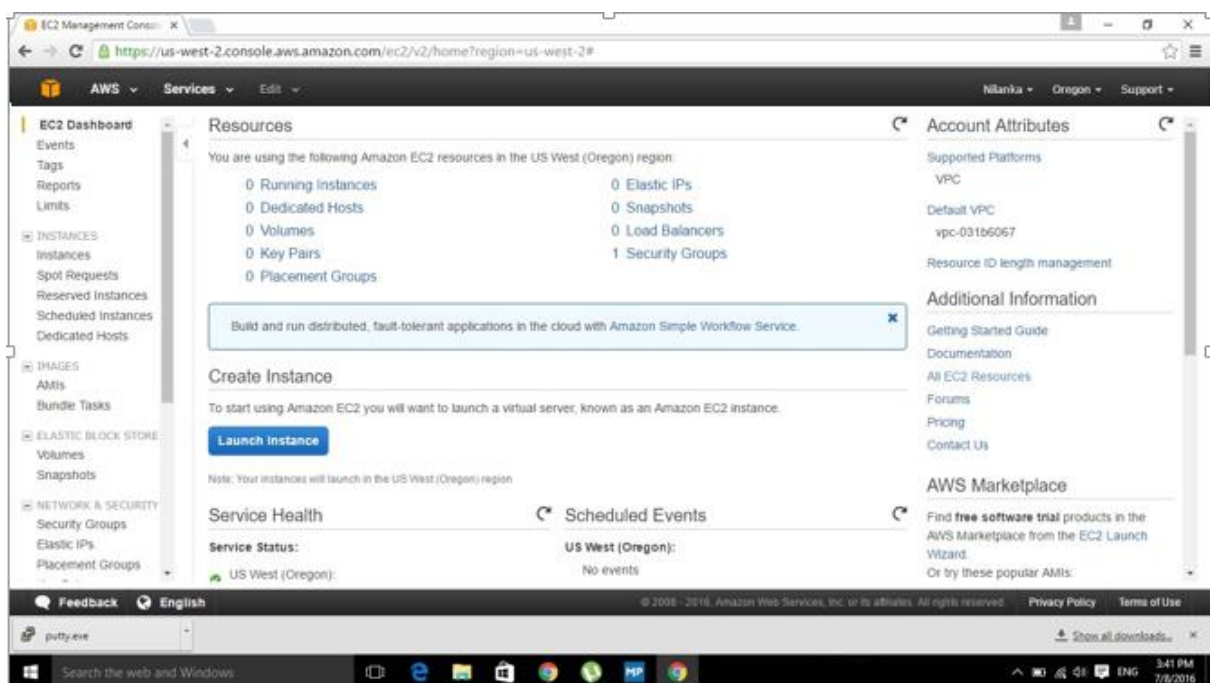 EC2 Management Conso
https://us-west-2.console.aws.amazon.com/ec2/v2/home?region=us-west-2#
AWS Services Edit Nilanka Oregon Support
EC2 Dashboard
Events
Tags
Reports
Limits
INSTANCES
Instances
Spot Requests
Reserved Instances
Scheduled Instances
Dedicated Hosts
IMAGES
AMIs
Bundle Tasks
ELASTIC BLOCK STORE
Volumes
Snapshots
NETWORK & SECURITY
Security Groups
Elastic IPs
Placement Groups
Resources
You are using the following Amazon EC2 resources in the US West (Oregon) region:
0 Running Instances
0 Dedicated Hosts
0 Volumes
0 Key Pairs
0 Placement Groups
0 Elastic IPs
0 Snapshots
0 Load Balancers
1 Security Groups
Build and run distributed, fault-tolerant applications in the cloud with Amazon Simple Workflow Service.
Create Instance
To start using Amazon EC2 you will want to launch a virtual server, known as an Amazon EC2 instance.
Launch Instance
Note: Your instances will launch in the US West (Oregon) region
Service Health
Service Status:
US West (Oregon):
Scheduled Events
US West (Oregon):
No events
Account Attributes
Supported Platforms
VPC
Default VPC
vpc-031b6067
Resource ID length management
Additional Information
Getting Started Guide
Documentation
All EC2 Resources
Forums
Pricing
Contact Us
AWS Marketplace
Find free software trial products in the
AWS Marketplace from the EC2 Launch
Wizard.
Or try these popular AMIs:
Feedback English © 2008 - 2016, Amazon Web Services, Inc. or its affiliates. All rights reserved. Privacy Policy Terms of Use
putty.exe Show all downloads...
Search the web and Windows MP ENG 3:41 PM
7/8/2016